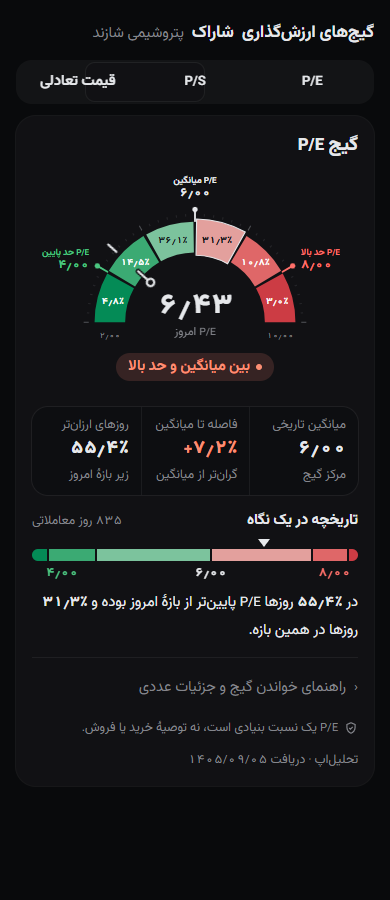 گیج‌های ارزش‌گذاری شاراک پتروشیمی شازند
P/E
P/S
قیمت تعادلی
گیج P/E
P/E میانگین
۶٫۰۰
P/E حد پایین
۴٫۰۰
P/E حد بالا
۸٫۰۰
۳۶٫۱٪
۳۱٫۳٪
۱۴٫۵٪
۱۰٫۸٪
۴٫۸٪
۳٫۰٪
۲٫۰۰
۱۰٫۰۰
۶٫۴۳
P/E امروز
بین میانگین و حد بالا
میانگین تاریخی
۶٫۰۰
مرکز گیج
فاصله تا میانگین
+۷٫۲٪
گران‌تر از میانگین
روزهای ارزان‌تر
۵۵٫۴٪
زیر بازهٔ امروز
تاریخچه در یک نگاه
۸۳۵ روز معاملاتی
۸٫۰۰
۶٫۰۰
۴٫۰۰
در ۵۵٫۴٪ روزها P/E پایین‌تر از بازهٔ امروز بوده و ۳۱٫۳٪
روزها در همین بازه.
راهنمای خواندن گیج و جزئیات عددی
P/E یک نسبت بنیادی است، نه توصیهٔ خرید یا فروش.
تحلیل‌اپ · دریافت ۱۴۰۵/۰۹/۰۵